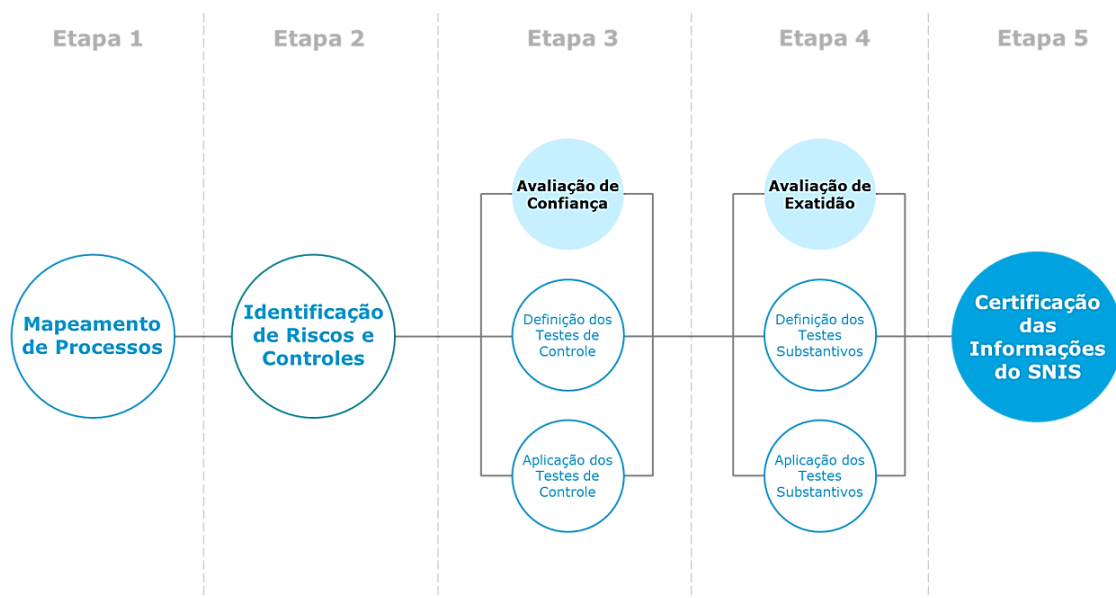 Etapa 1
Etapa 2
Etapa 3
Etapa 4
Etapa 5
Mapeamento
de Processos
Identificação
de Riscos e
Controles
Avaliação de
Confiança
Definição dos
Testes de
Controle
Aplicação dos
Testes de
Controle
Avaliação de
Exatidão
Definição dos
Testes
Substantivos
Aplicação dos
Testes
Substantivos
Certificação
das
Informações
do SNIS